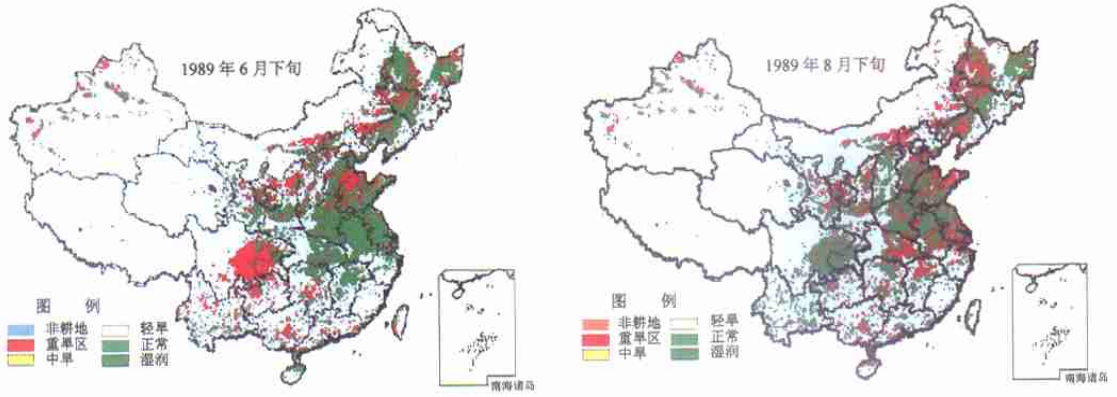 1989年6月下旬
图 例
非耕地 轻旱
重旱区 正常
中旱 湿润
南海诸岛
1989年8月下旬
图 例
非耕地 轻旱
重旱区 正常
中旱 湿润
南海诸岛